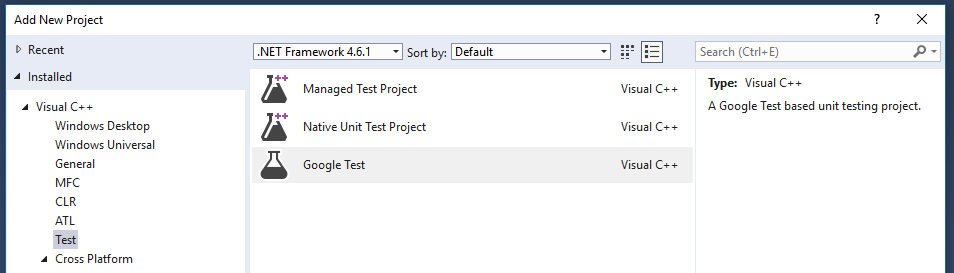 Add New Project
?
Recent
.NET Framework 4.6.1
Sort by:
Default
Search (Ctrl+E)
Installed
Visual C++
Windows Desktop
Windows Universal
General
MFC
CLR
ATL
Test
Cross Platform
++
Managed Test Project
Visual C++
++
Native Unit Test Project
Visual C++
Google Test
Visual C++
Type: Visual C++
A Google Test based unit testing project.